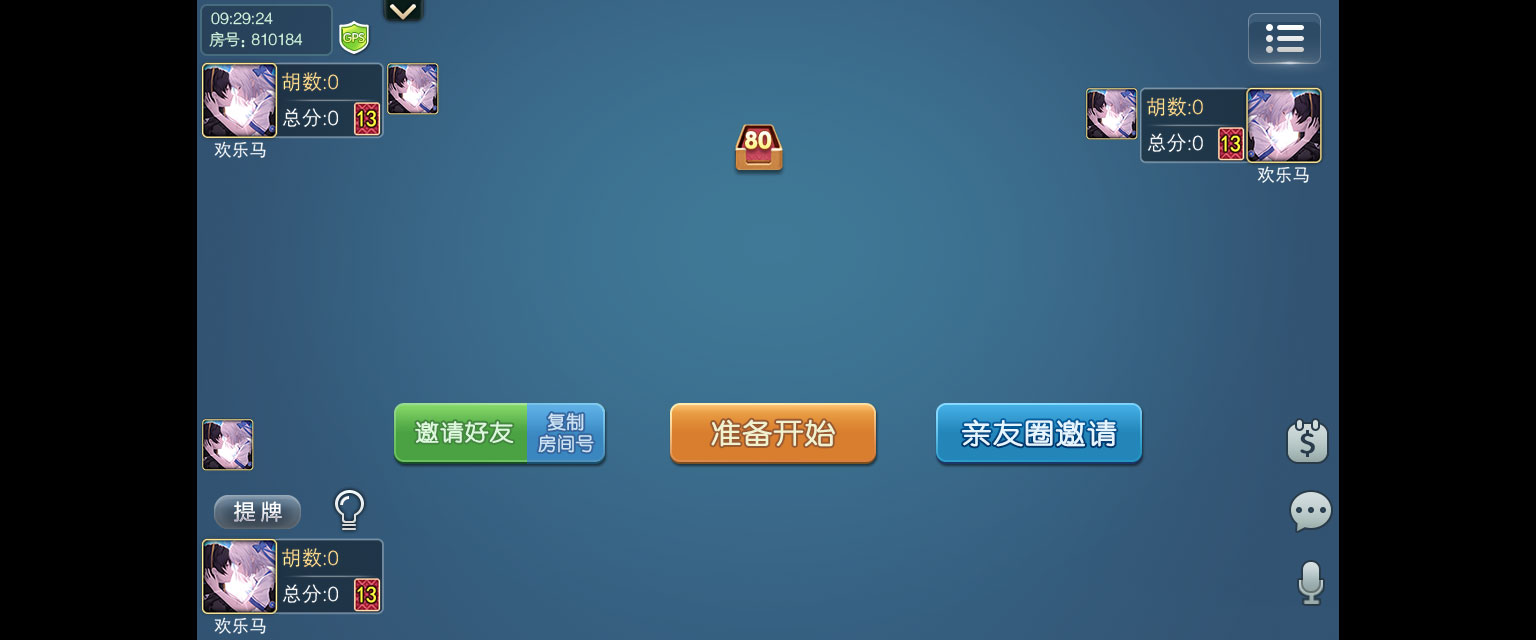 09:29:24
房号：810184
GPS
胡数:0
总分:0
13
欢乐马
80
胡数:0
总分:0
13
欢乐马
邀请好友
复制
房间号
准备开始
亲友圈邀请
提牌
胡数:0
总分:0
13
欢乐马